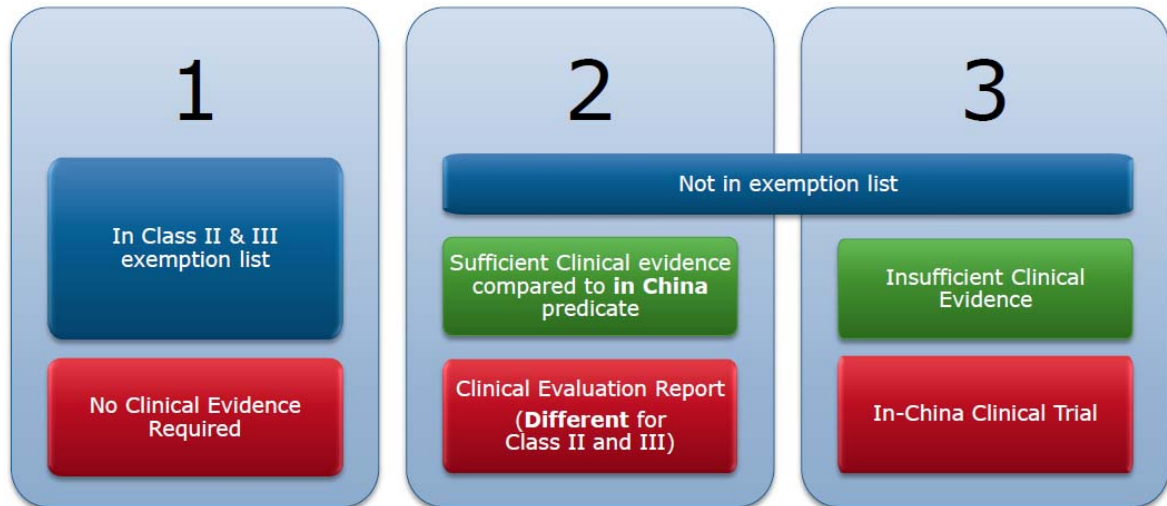 1
In Class II & III
exemption list
No Clinical Evidence
Required
2
3
Not in exemption list
Sufficient Clinical evidence
compared to in China
predicate
Clinical Evaluation Report
(Different for
Class II and III)
Insufficient Clinical
Evidence
In-China Clinical Trial